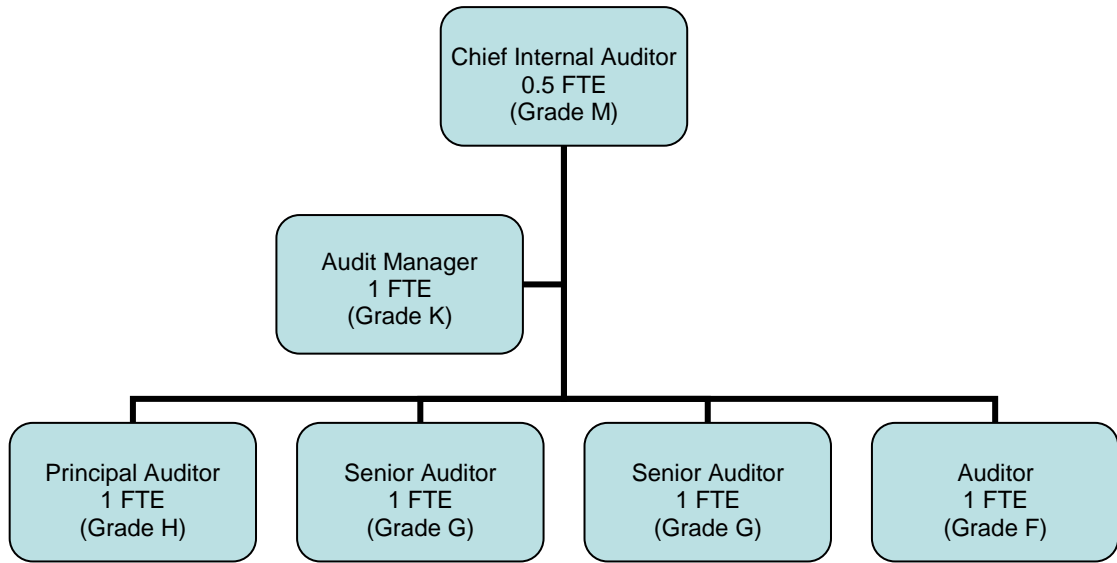 Chief Internal Auditor
0.5 FTE
(Grade M)
Audit Manager
1 FTE
(Grade K)
Principal Auditor
1 FTE
(Grade H)
Senior Auditor
1 FTE
(Grade G)
Senior Auditor
1 FTE
(Grade G)
Auditor
1 FTE
(Grade F)